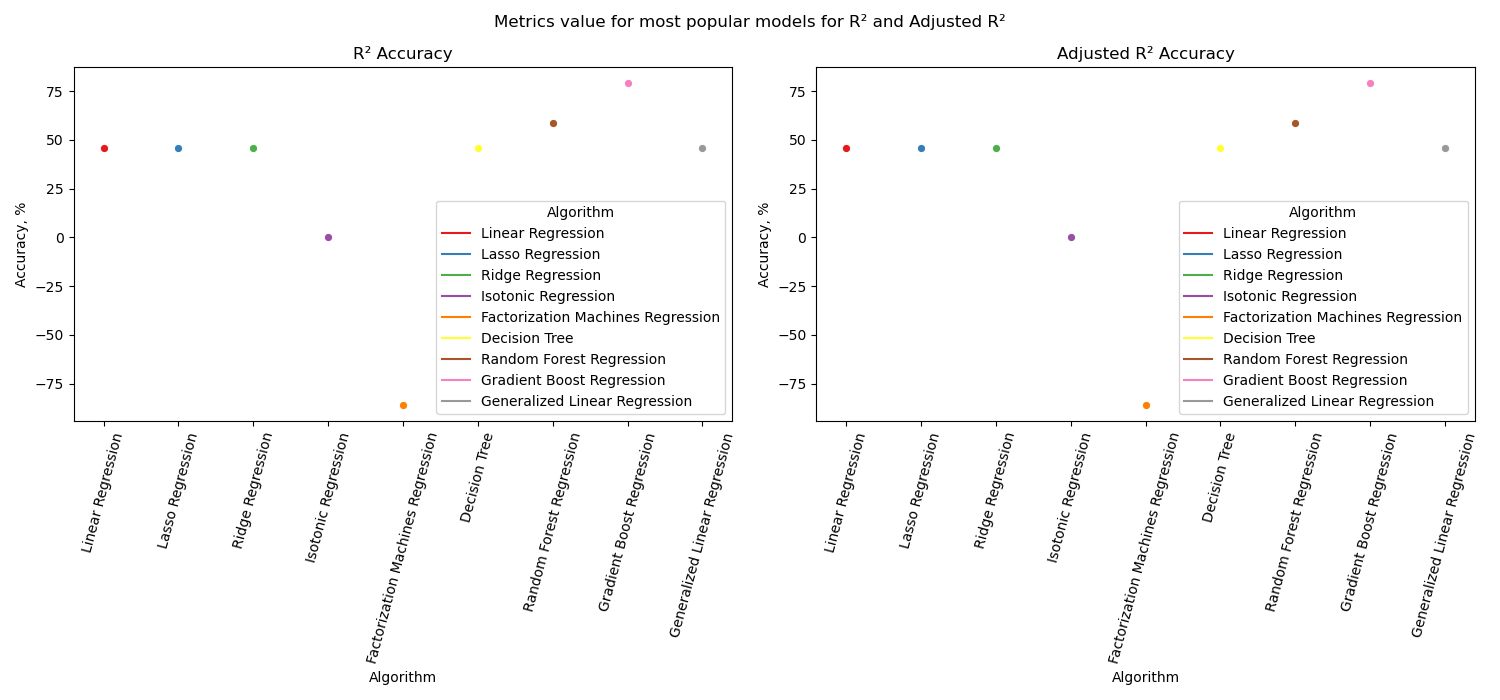 Metrics value for most popular models for R² and Adjusted R²
R² Accuracy
Accuracy, %
75
50
25
0
−25
−50
−75
Algorithm
Linear Regression
Lasso Regression
Ridge Regression
Isotonic Regression
Factorization Machines Regression
Decision Tree
Random Forest Regression
Gradient Boost Regression
Generalized Linear Regression
Linear Regression
Lasso Regression
Ridge Regression
Isotonic Regression
Factorization Machines Regression
Decision Tree
Random Forest Regression
Gradient Boost Regression
Generalized Linear Regression
Algorithm
Adjusted R² Accuracy
Accuracy, %
75
50
25
0
−25
−50
−75
Algorithm
Linear Regression
Lasso Regression
Ridge Regression
Isotonic Regression
Factorization Machines Regression
Decision Tree
Random Forest Regression
Gradient Boost Regression
Generalized Linear Regression
Linear Regression
Lasso Regression
Ridge Regression
Isotonic Regression
Factorization Machines Regression
Decision Tree
Random Forest Regression
Gradient Boost Regression
Generalized Linear Regression
Algorithm